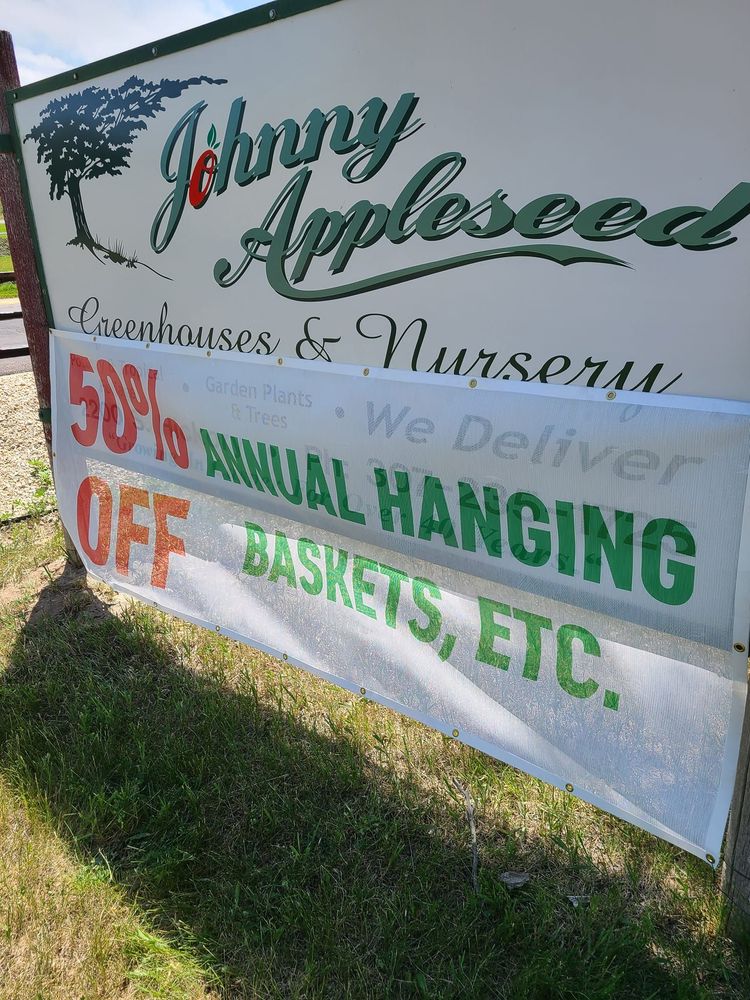 Johnny
Appleseed
Greenhouses & Nursery
Garden Plants
& Trees
• We Deliver
50%
OFF
ANNUAL HANGING
BASKETS, ETC.